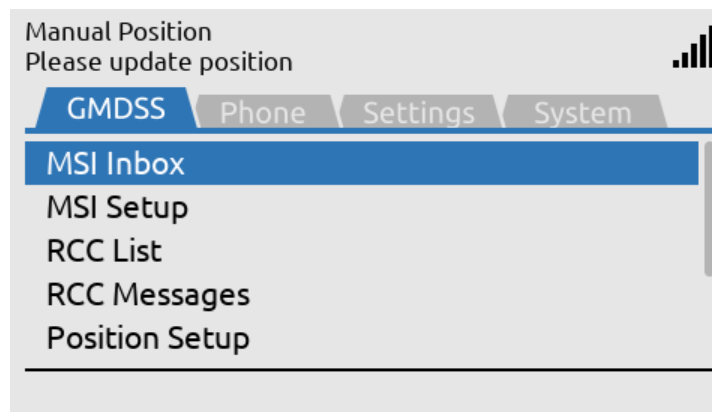 Manual Position
Please update position
GMDSS Phone Settings System
MSI Inbox
MSI Setup
RCC List
RCC Messages
Position Setup